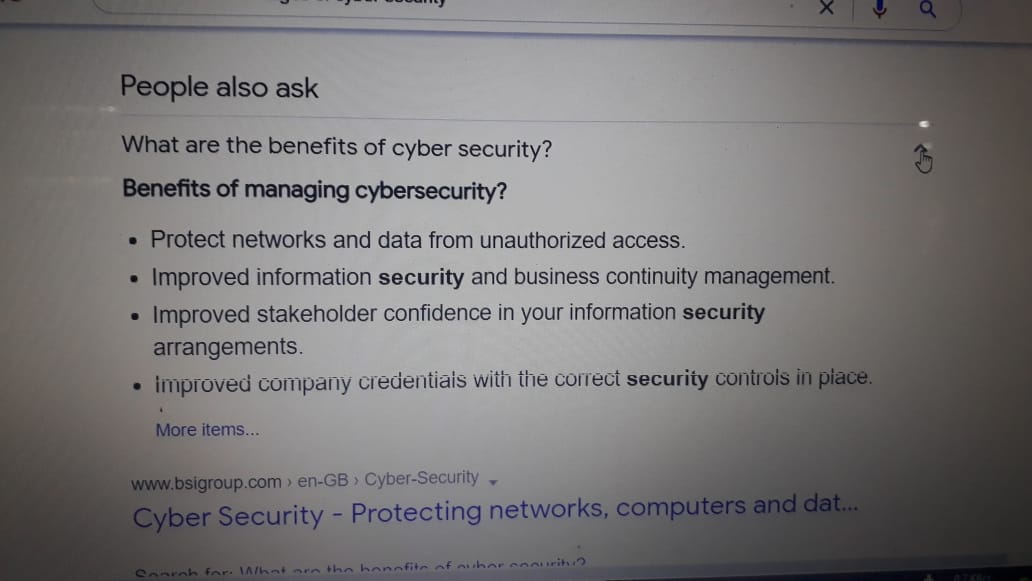 People also ask
What are the benefits of cyber security?
Benefits of managing cybersecurity?
• Protect networks and data from unauthorized access.
• Improved information security and business continuity management.
• Improved stakeholder confidence in your information security
arrangements.
• Improved company credentials with the correct security controls in place.
More items...
www.bsigroup.com › en-GB › Cyber-Security
Cyber Security - Protecting networks, computers and dat...
Search for: What are the benefits of cyber security?